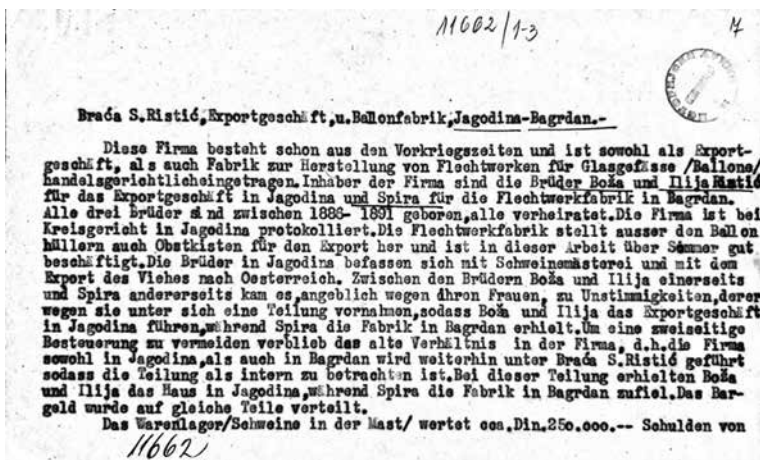 11662/1-3
Braća S.Ristić,Exportgeschäft,u.Ballonfabrik,Jagodina-Bagrdan.-
Diese Firma besteht schon aus den Vorkriegszeiten und ist sowohl als Export-
geschäft, als auch Fabrik zur Herstellung von Flechtwerken für Glasgefässe /Ballone/
handelsgerichtlicheingetragen.Inhaber der Firma sind die Brüder Boža und Ilija Ristić
für das Exportgeschäft in Jagodina und Spira für die Flechtwerkfabrik in Bagrdan.
Alle drei Brüder sind zwischen 1886- 1891 geboren,alle verheiratet.Die Firma ist bei
Kreisgericht in Jagodina protokolliert.Die Flechtwerkfabrik stellt ausser den Ballon
hüllern auch Obstkisten für den Export her und ist in dieser Arbeit über Sommer gut
beschäftigt.Die Brüder in Jagodina befassen sich mit Schweinemästerei und mit dem
Export des Viehes nach Oesterreich. Zwischen den Brüdern Boža und Ilija einerseits
und Spira andererseits kam es,angeblich wegen ihren Frauen, zu Unstimmigkeiten,derer
wegen sie unter sich eine Teilung vornahmen,sodass Boža und Ilija das Exportgeschäft
in Jagodina führen,während Spira die Fabrik in Bagrdan erhielt.Um eine zweiseitige
Besteuerung zu vermeiden verblieb das alte Verhältnis in der Firma, d.h.die Firma
sowohl in Jagodina,als auch in Bagrdan wird weiterhin unter Braća S.Ristić geführt
sodass die Teilung als intern zu betrachten ist.Bei dieser Teilung erhielten Boža
und Ilija das Haus in Jagodina,während Spira die Fabrik in Bagrdan zufiel.Das Bar-
geld wurde auf gleiche Teile verteilt.
Das Warenlager/Schweine in der Mast/ wertet cca.Din.250.000.-- Schulden von
11662